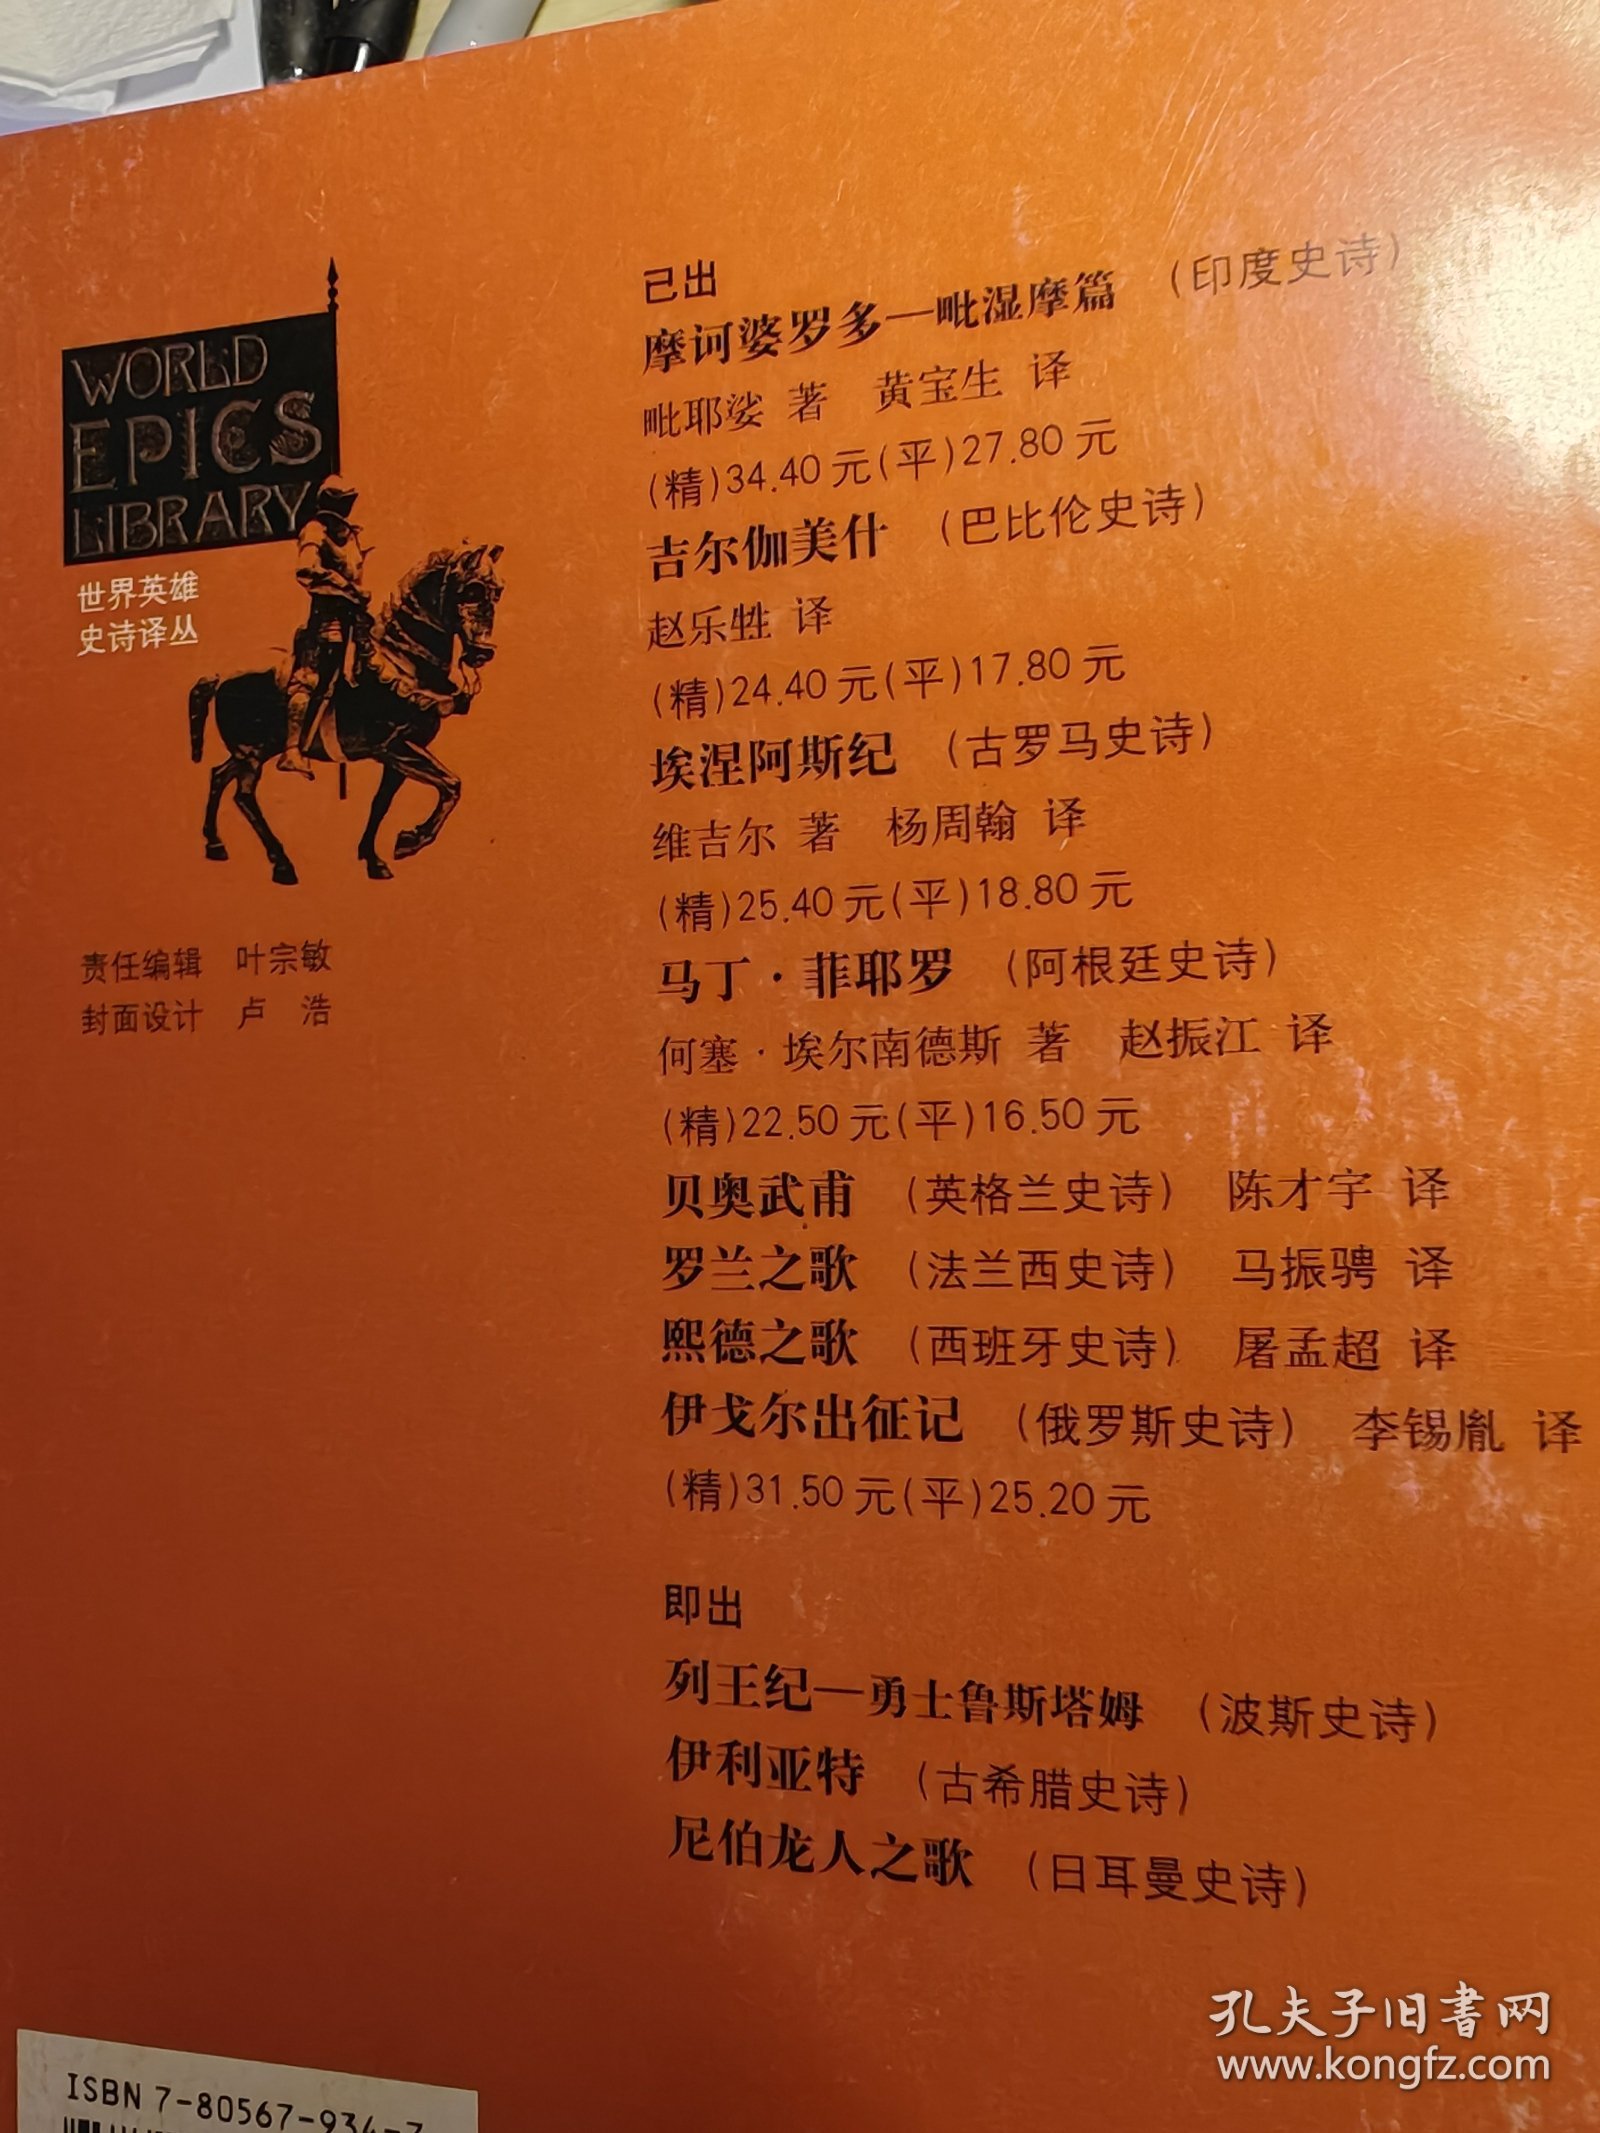 WORLD
EPICS
LIBRARY
世界英雄
史诗译丛
责任编辑 叶宗敏
封面设计 卢 浩
已出
摩诃婆罗多—毗湿摩篇 (印度史诗)
毗耶娑 著 黄宝生 译
(精)34.40元(平)27.80元
吉尔伽美什 (巴比伦史诗)
赵乐甡 译
(精)24.40元(平)17.80元
埃涅阿斯纪 (古罗马史诗)
维吉尔 著 杨周翰 译
(精)25.40元(平)18.80元
马丁·菲耶罗 (阿根廷史诗)
何塞·埃尔南德斯 著 赵振江 译
(精)22.50元(平)16.50元
贝奥武甫 (英格兰史诗) 陈才宇 译
罗兰之歌 (法兰西史诗) 马振骋 译
熙德之歌 (西班牙史诗) 屠孟超 译
伊戈尔出征记 (俄罗斯史诗) 李锡胤 译
(精)31.50元(平)25.20元
即出
列王纪—勇士鲁斯塔姆 (波斯史诗)
伊利亚特 (古希腊史诗)
尼伯龙人之歌 (日耳曼史诗)
ISBN 7-80567-934-7
孔夫子旧书网
www.kongfz.com